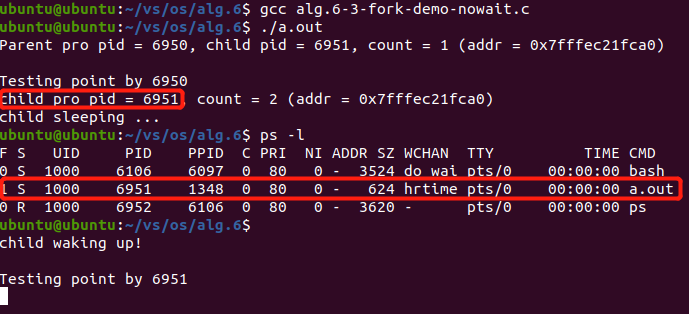 ubuntu@ubuntu:~/vs/os/alg.6$ gcc alg.6-3-fork-demo-nowait.c
ubuntu@ubuntu:~/vs/os/alg.6$ ./a.out
Parent pro pid = 6950, child pid = 6951, count = 1 (addr = 0x7fffec21fca0)
Testing point by 6950
child pro pid = 6951, count = 2 (addr = 0x7fffec21fca0)
child sleeping ...
ubuntu@ubuntu:~/vs/os/alg.6$ ps -l
F S   UID     PID    PPID  C PRI  NI ADDR SZ WCHAN  TTY          TIME CMD
0 S  1000    6106    6097  0  80   0 -  3524 do_wai pts/0    00:00:00 bash
1 S  1000    6951    1348  0  80   0 -   624 hrtime pts/0    00:00:00 a.out
0 R  1000    6952    6106  0  80   0 -  3620 -      pts/0    00:00:00 ps
ubuntu@ubuntu:~/vs/os/alg.6$
child waking up!
Testing point by 6951